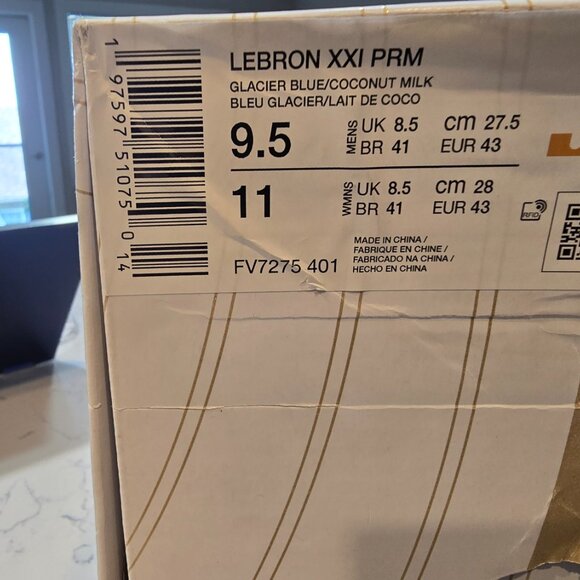 LEBRON XXI PRM
GLACIER BLUE/COCONUT MILK
BLEU GLACIER/LAIT DE COCO
9.5 MENS UK 8.5 cm 27.5
BR 41 EUR 43
11 WMNS UK 8.5 cm 28
BR 41 EUR 43
FV7275 401
MADE IN CHINA /
FABRIQUE EN CHINE /
FABRICADO NA CHINA /
HECHO EN CHINA
RFID
1 97597 51075 014